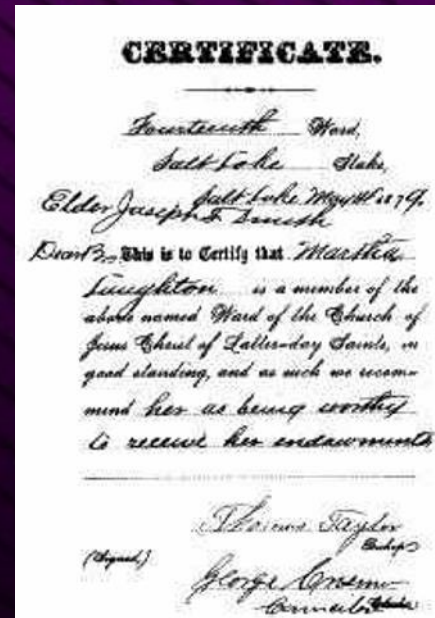 CERTIFICATE.
Fourteenth Ward,
Salt Lake Stake,
Salt Lake May 1879.
Elder Joseph F. Smith
Dear Br This is to Certify that Martha
Laughton is a member of the
above named Ward of the Church of
Jesus Christ of Latter-day Saints, in
good standing, and as such we recom-
mend her as being worthy
to receive her endowments
Thomas Taylor
Bishop
(Signed,)
George
Councilor